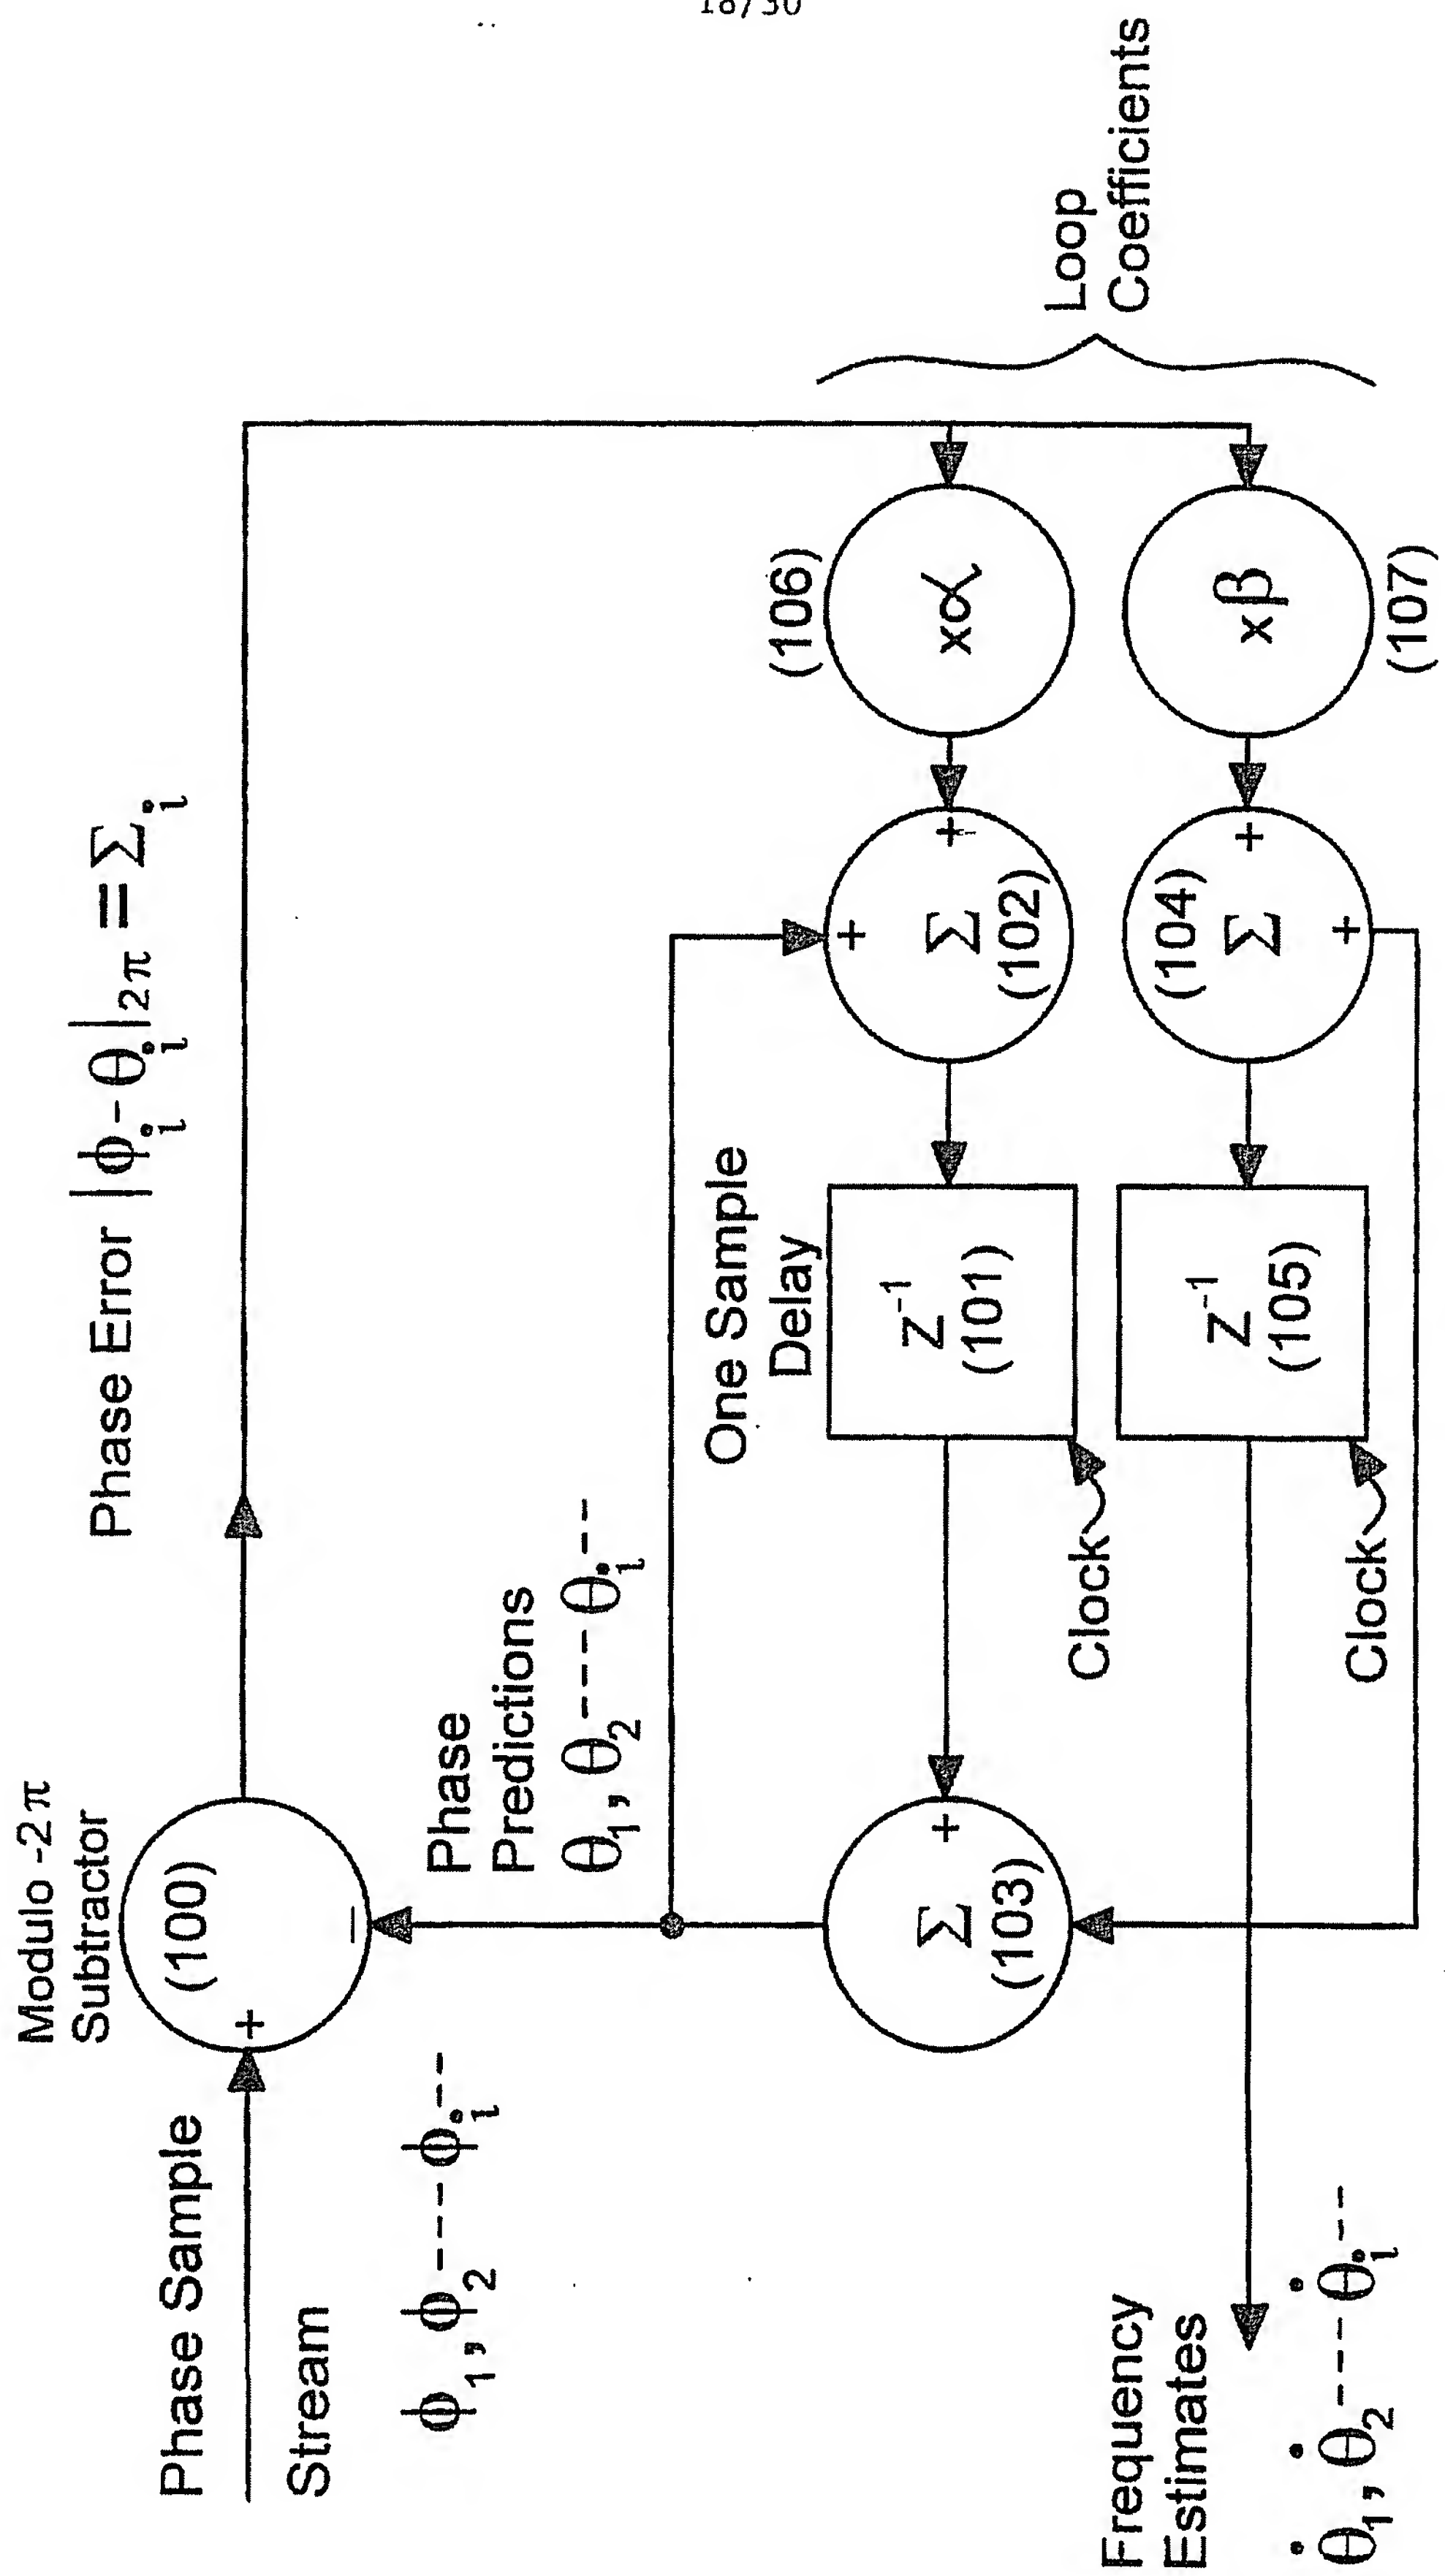 18/30
Modulo -2π
Subtractor
(100)
+
−
Phase Sample
Stream
ϕ₁, ϕ₂ ---- ϕᵢ --
Phase Error |ϕᵢ - θᵢ|₂π = Σᵢ
Phase
Predictions
θ₁, θ₂ ---- θᵢ --
One Sample
Delay
Σ
(103)
+
Z⁻¹
(101)
+
Σ
(102)
+
xα
(106)
Clock
Z⁻¹
(105)
(104)
Σ
+
+
xβ
(107)
Clock
Loop
Coefficients
Frequency
Estimates
θ̇₁, θ̇₂ ---- θ̇ᵢ --